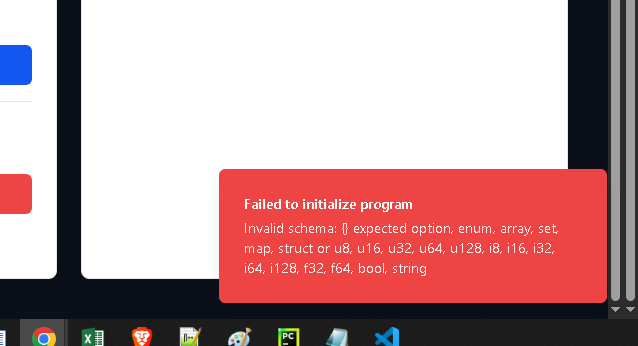 Failed to initialize program
Invalid schema: {} expected option, enum, array, set,
map, struct or u8, u16, u32, u64, u128, i8, i16, i32,
i64, i128, f32, f64, bool, string
PC